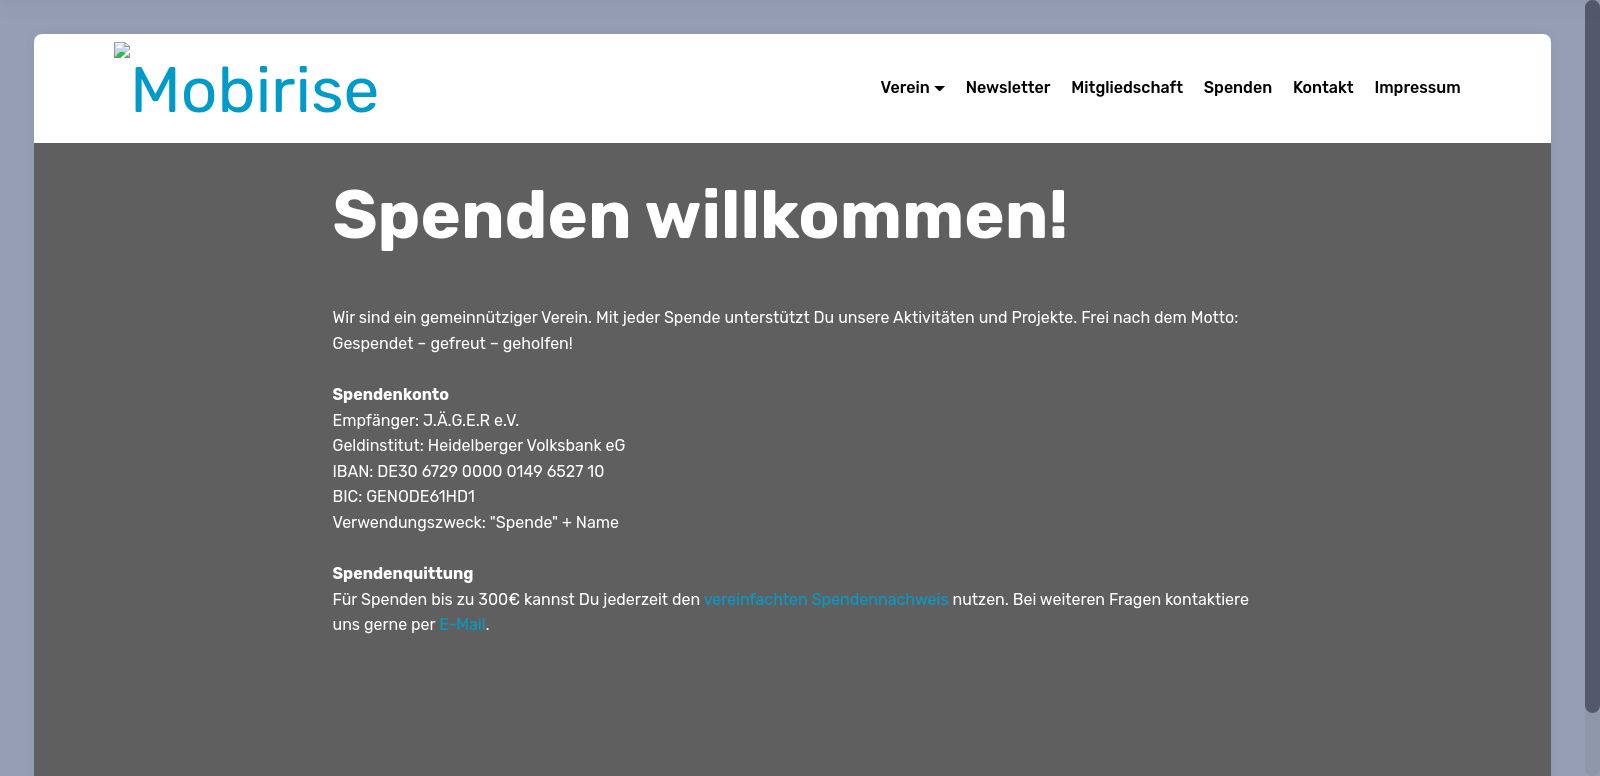 Mobirise
Verein Newsletter Mitgliedschaft Spenden Kontakt Impressum
Spenden willkommen!
Wir sind ein gemeinnütziger Verein. Mit jeder Spende unterstützt Du unsere Aktivitäten und Projekte. Frei nach dem Motto:
Gespendet – gefreut – geholfen!
Spendenkonto
Empfänger: J.Ä.G.E.R e.V.
Geldinstitut: Heidelberger Volksbank eG
IBAN: DE30 6729 0000 0149 6527 10
BIC: GENODE61HD1
Verwendungszweck: "Spende" + Name
Spendenquittung
Für Spenden bis zu 300€ kannst Du jederzeit den vereinfachten Spendennachweis nutzen. Bei weiteren Fragen kontaktiere
uns gerne per E-Mail.